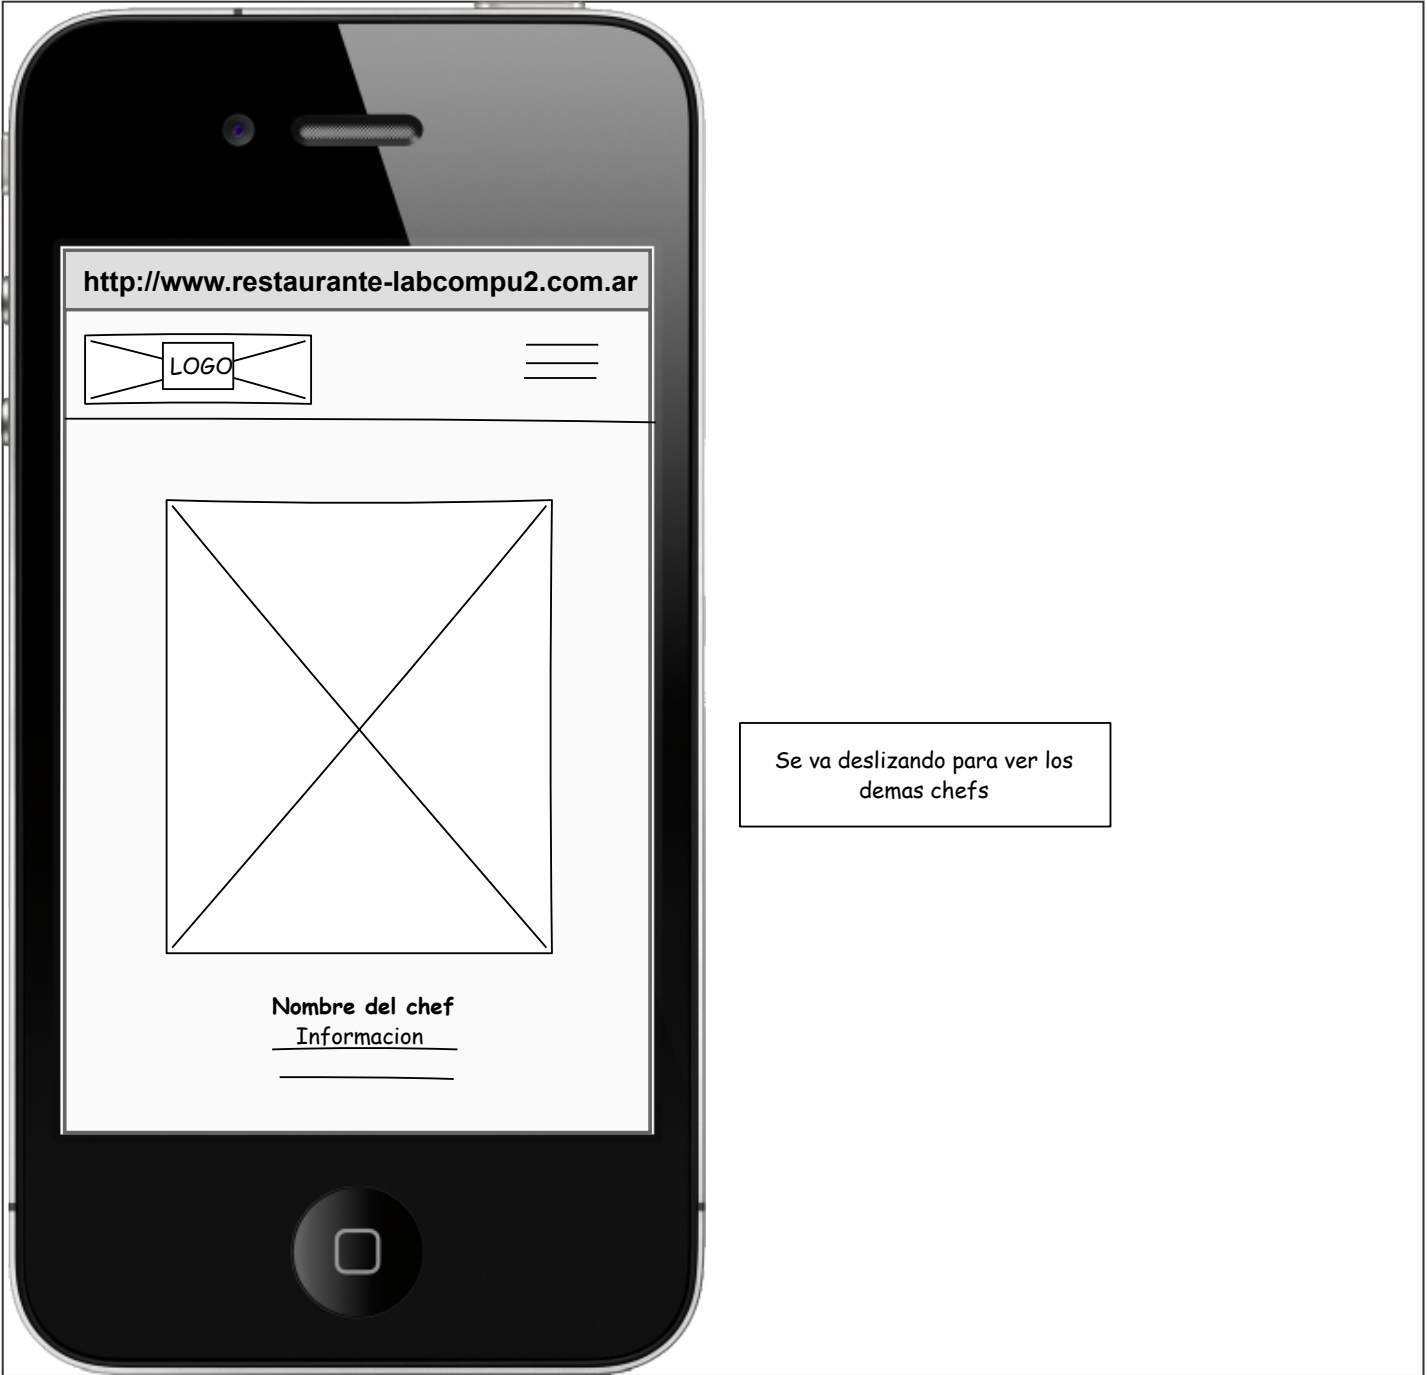 http://www.restaurante-labcompu2.com.ar
LOGO
Se va deslizando para ver los
demas chefs
Nombre del chef
Informacion